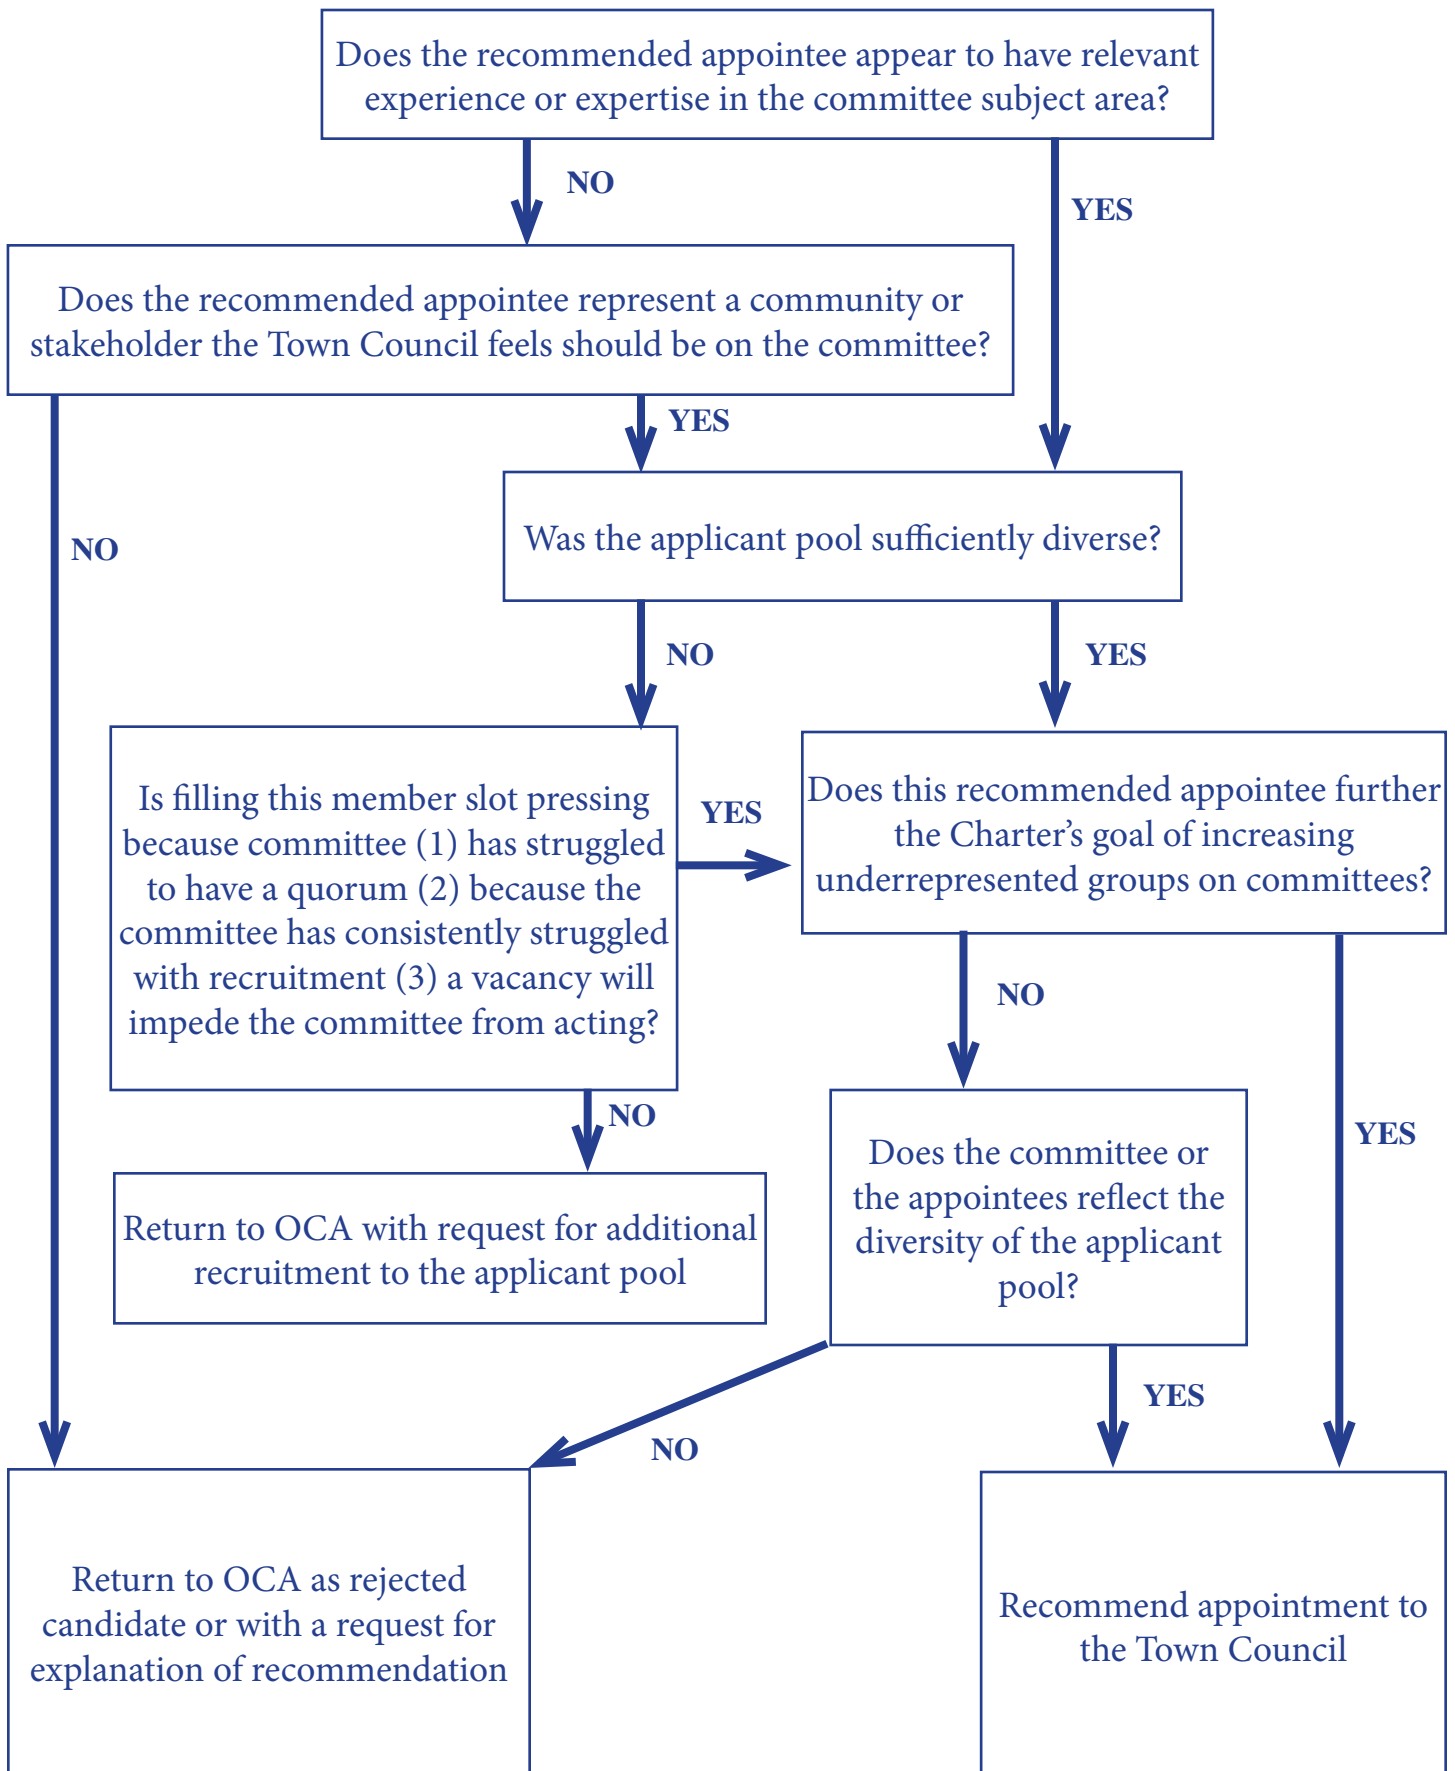 Does the recommended appointee appear to have relevant
experience or expertise in the committee subject area?
NO
YES
Does the recommended appointee represent a community or
stakeholder the Town Council feels should be on the committee?
YES
NO
Was the applicant pool sufficiently diverse?
NO
YES
Is filling this member slot pressing
because committee (1) has struggled
to have a quorum (2) because the
committee has consistently struggled
with recruitment (3) a vacancy will
impede the committee from acting?
YES
Does this recommended appointee further
the Charter’s goal of increasing
underrepresented groups on committees?
NO
NO
YES
Does the committee or
the appointees reflect the
diversity of the applicant
pool?
Return to OCA with request for additional
recruitment to the applicant pool
YES
NO
Return to OCA as rejected
candidate or with a request for
explanation of recommendation
Recommend appointment to
the Town Council